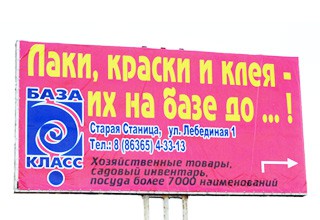 Лаки, краски и клея -
их на базе до ... !
БАЗА
КЛАСС
Старая Станица, ул. Лебединая 1
Тел.: 8 (86365) 4-33-13
Хозяйственные товары,
садовый инвентарь,
посуда более 7000 наименований